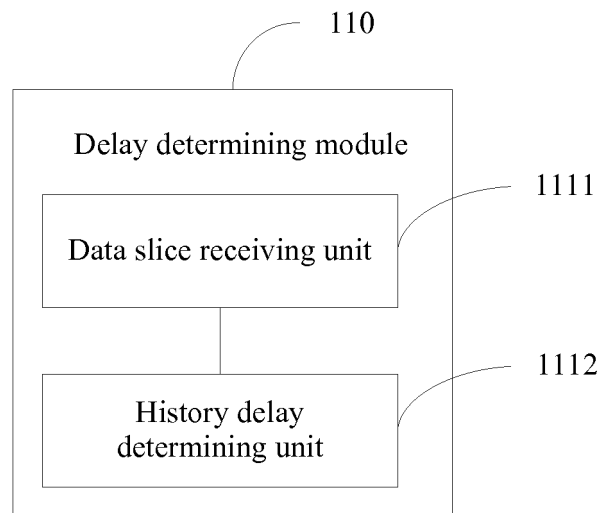 110
Delay determining module
1111
Data slice receiving unit
1112
History delay
determining unit